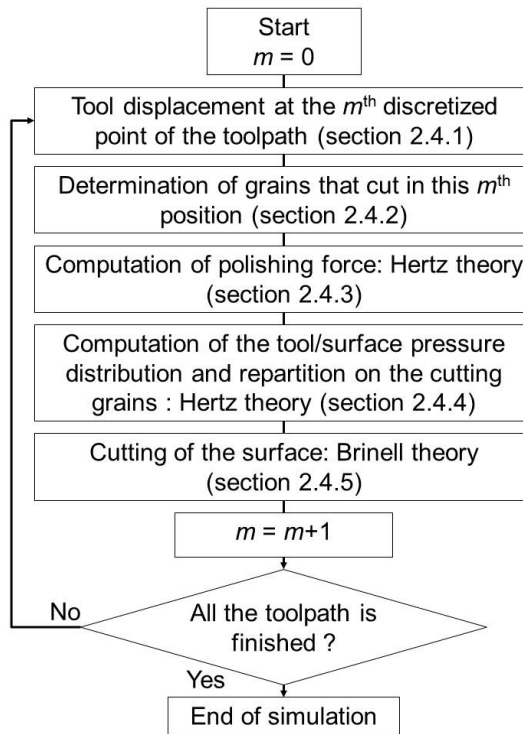 Start
m = 0
Tool displacement at the mth discretized
point of the toolpath (section 2.4.1)
Determination of grains that cut in this mth
position (section 2.4.2)
Computation of polishing force: Hertz theory
(section 2.4.3)
Computation of the tool/surface pressure
distribution and repartition on the cutting
grains : Hertz theory (section 2.4.4)
Cutting of the surface: Brinell theory
(section 2.4.5)
m = m+1
No
All the toolpath is
finished ?
Yes
End of simulation